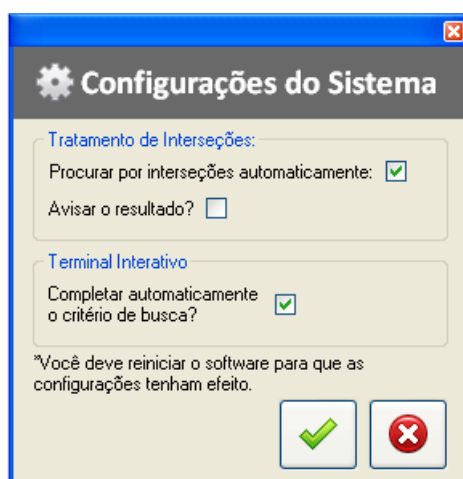 Configurações do Sistema
Tratamento de Interseções:
Procurar por interseções automaticamente:
Avisar o resultado?
Terminal Interativo
Completar automaticamente
o critério de busca?
*Você deve reiniciar o software para que as
configurações tenham efeito.